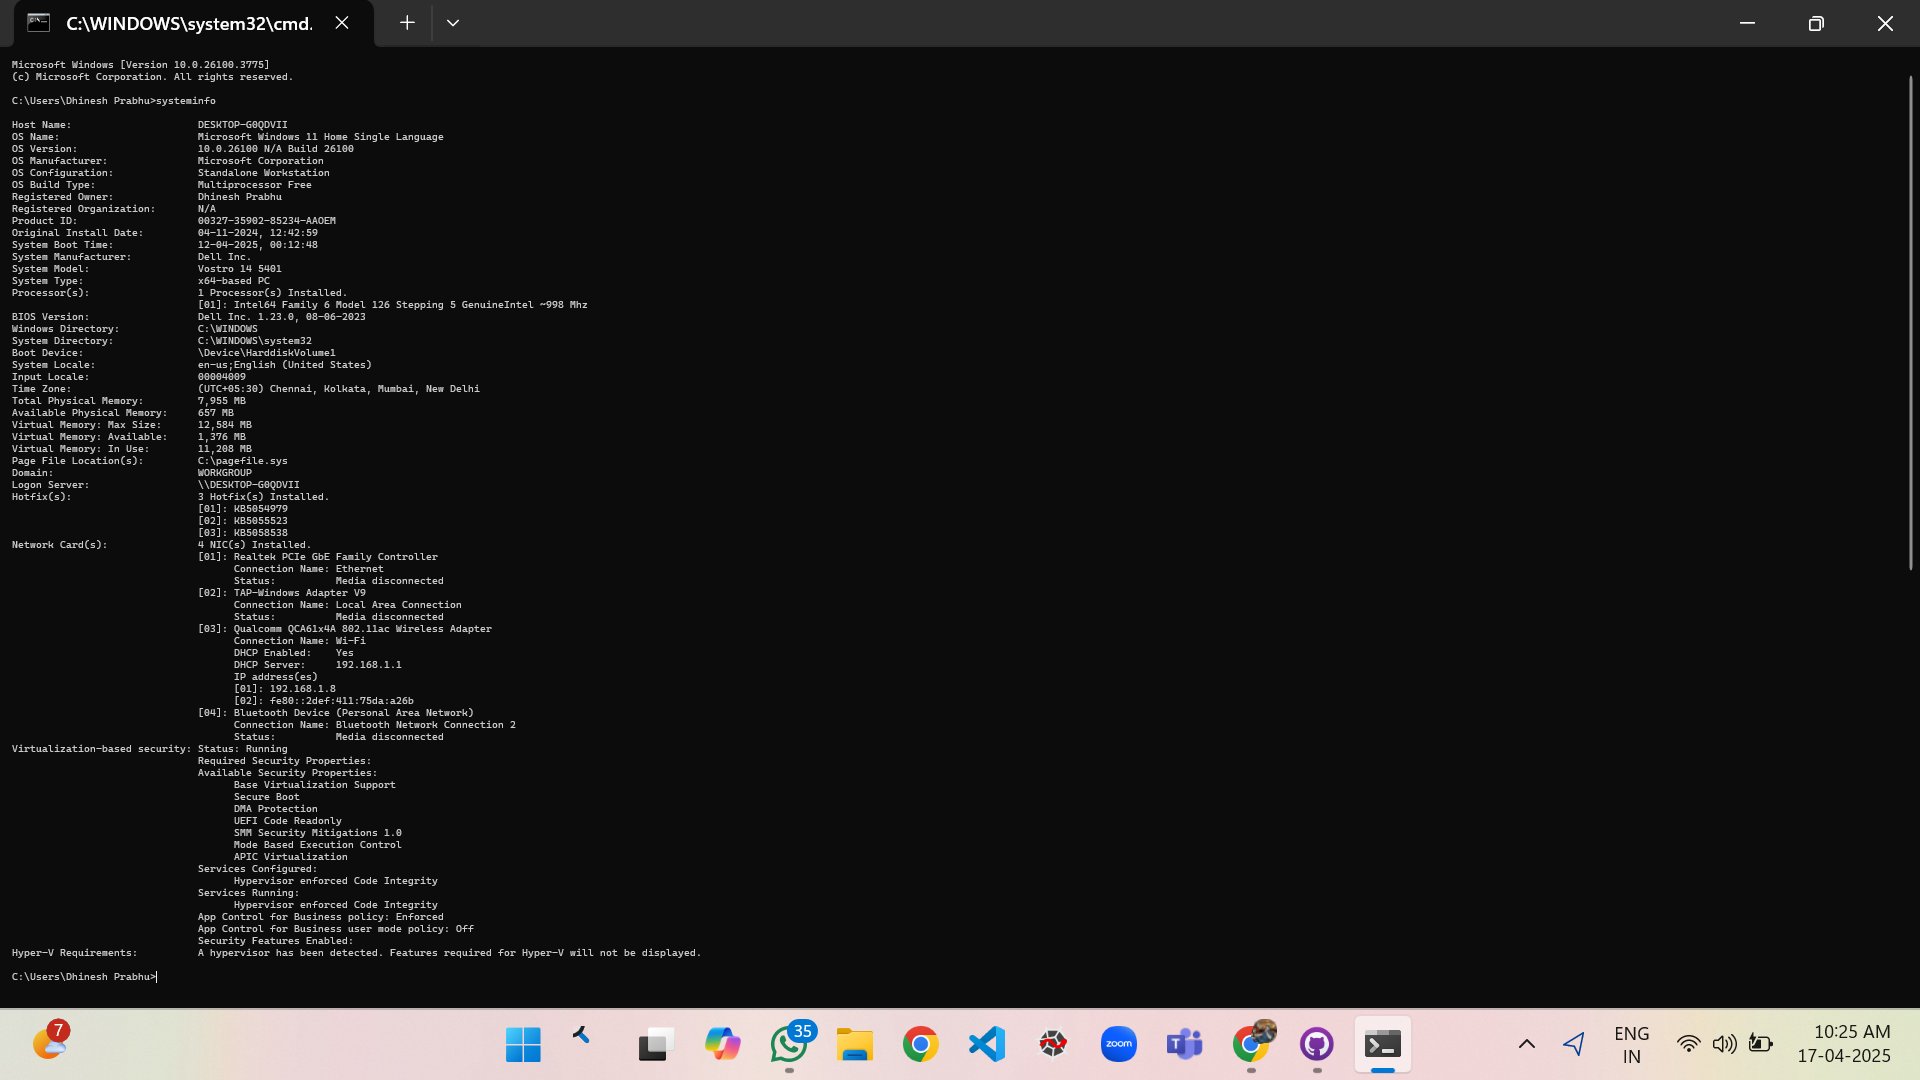 C:\WINDOWS\system32\cmd.
Microsoft Windows [Version 10.0.26100.3775]
(c) Microsoft Corporation. All rights reserved.
C:\Users\Dhinesh Prabhu>systeminfo
Host Name: DESKTOP-G0QDVII
OS Name: Microsoft Windows 11 Home Single Language
OS Version: 10.0.26100 N/A Build 26100
OS Manufacturer: Microsoft Corporation
OS Configuration: Standalone Workstation
OS Build Type: Multiprocessor Free
Registered Owner: Dhinesh Prabhu
Registered Organization: N/A
Product ID: 00327-35902-85234-AAOEM
Original Install Date: 04-11-2024, 12:42:59
System Boot Time: 12-04-2025, 00:12:48
System Manufacturer: Dell Inc.
System Model: Vostro 14 5401
System Type: x64-based PC
Processor(s): 1 Processor(s) Installed.
[01]: Intel64 Family 6 Model 126 Stepping 5 GenuineIntel ~998 Mhz
BIOS Version: Dell Inc. 1.23.0, 08-06-2023
Windows Directory: C:\WINDOWS
System Directory: C:\WINDOWS\system32
Boot Device: \Device\HarddiskVolume1
System Locale: en-us;English (United States)
Input Locale: 00004009
Time Zone: (UTC+05:30) Chennai, Kolkata, Mumbai, New Delhi
Total Physical Memory: 7,955 MB
Available Physical Memory: 657 MB
Virtual Memory: Max Size: 12,584 MB
Virtual Memory: Available: 1,376 MB
Virtual Memory: In Use: 11,208 MB
Page File Location(s): C:\pagefile.sys
Domain: WORKGROUP
Logon Server: \\DESKTOP-G0QDVII
Hotfix(s): 3 Hotfix(s) Installed.
[01]: KB5054979
[02]: KB5055523
[03]: KB5058538
Network Card(s): 4 NIC(s) Installed.
[01]: Realtek PCIe GbE Family Controller
Connection Name: Ethernet
Status: Media disconnected
[02]: TAP-Windows Adapter V9
Connection Name: Local Area Connection
Status: Media disconnected
[03]: Qualcomm QCA61x4A 802.11ac Wireless Adapter
Connection Name: Wi-Fi
DHCP Enabled: Yes
DHCP Server: 192.168.1.1
IP address(es)
[01]: 192.168.1.8
[02]: fe80::2def:411:75da:a26b
[04]: Bluetooth Device (Personal Area Network)
Connection Name: Bluetooth Network Connection 2
Status: Media disconnected
Virtualization-based security: Status: Running
Required Security Properties:
Available Security Properties:
Base Virtualization Support
Secure Boot
DMA Protection
UEFI Code Readonly
SMM Security Mitigations 1.0
Mode Based Execution Control
APIC Virtualization
Services Configured:
Hypervisor enforced Code Integrity
Services Running:
Hypervisor enforced Code Integrity
App Control for Business policy: Enforced
App Control for Business user mode policy: Off
Security Features Enabled:
Hyper-V Requirements: A hypervisor has been detected. Features required for Hyper-V will not be displayed.
C:\Users\Dhinesh Prabhu>
7
35
zoom
T
ENG
IN
10:25 AM
17-04-2025